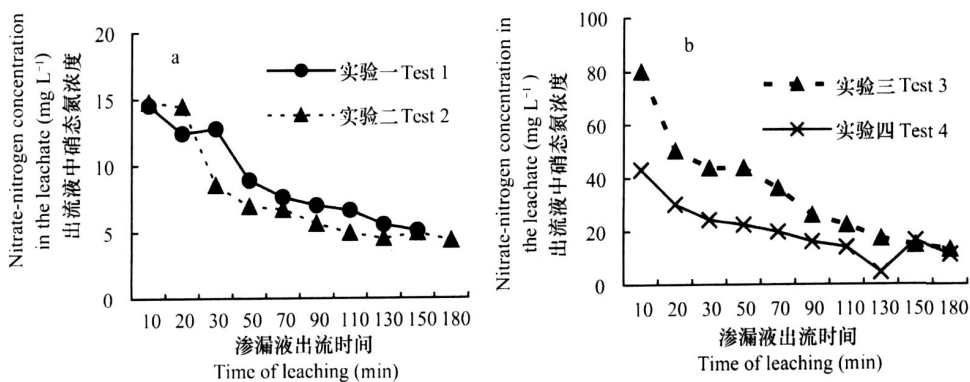 Nitrate-nitrogen concentration
in the leachate (mg L⁻¹)
出流液中硝态氮浓度
20
15
10
5
0
a
实验一 Test 1
实验二 Test 2
10 20 30 50 70 90 110 130 150 180
渗漏液出流时间
Time of leaching (min)
Nitrate-nitrogen concentration in
the leachate (mg L⁻¹)
出流液中硝态氮浓度
100
80
60
40
20
0
b
实验三 Test 3
实验四 Test 4
10 20 30 50 70 90 110 130 150 180
渗漏液出流时间
Time of leaching (min)